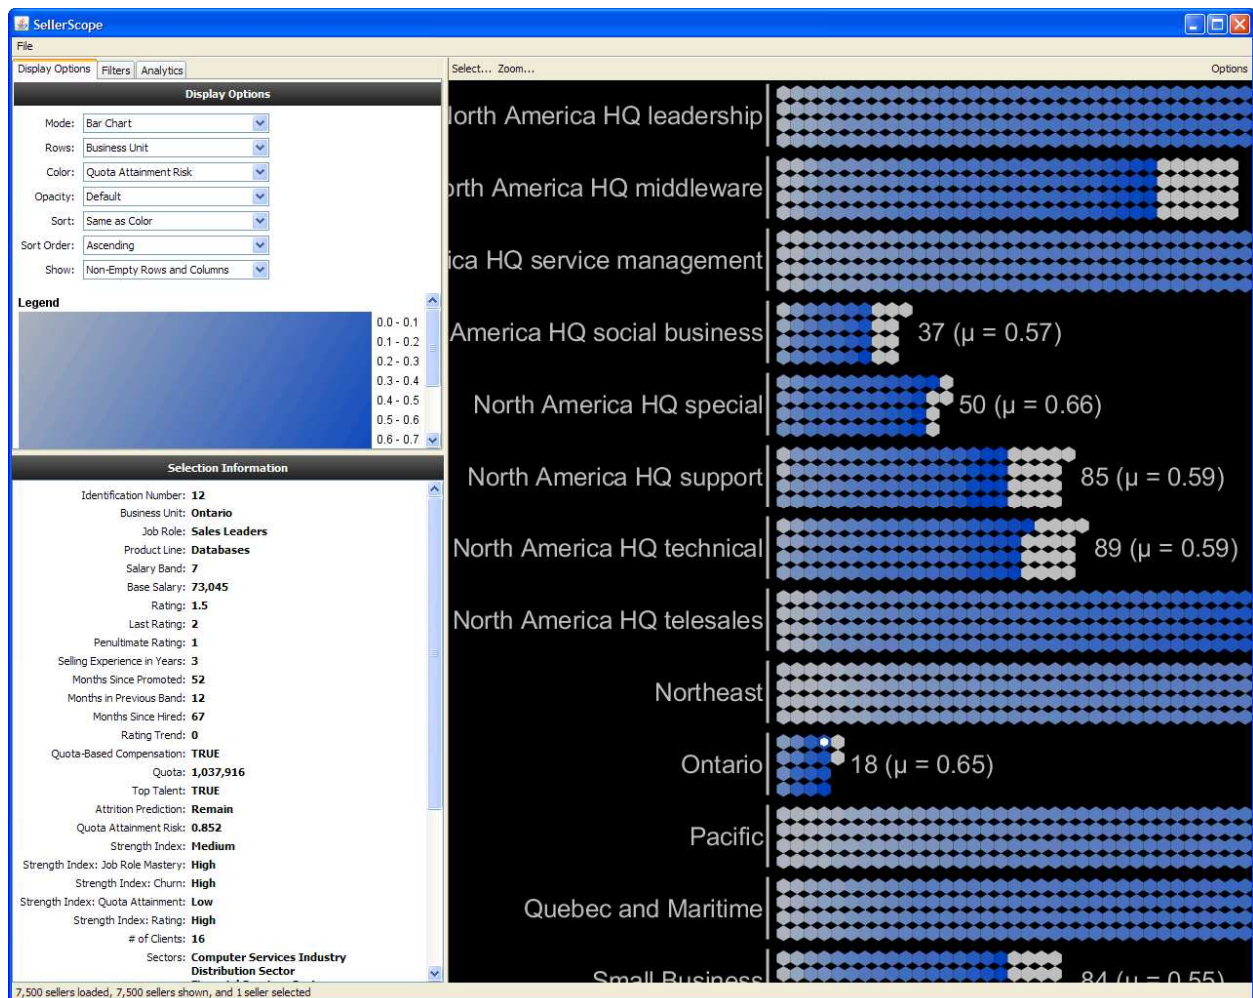 SellerScope
File
Display Options Filters Analytics
Select... Zoom...
Options
Display Options
Mode: Bar Chart
Rows: Business Unit
Color: Quota Attainment Risk
Opacity: Default
Sort: Same as Color
Sort Order: Ascending
Show: Non-Empty Rows and Columns
Legend
0.0 - 0.1
0.1 - 0.2
0.2 - 0.3
0.3 - 0.4
0.4 - 0.5
0.5 - 0.6
0.6 - 0.7
Selection Information
Identification Number: 12
Business Unit: Ontario
Job Role: Sales Leaders
Product Line: Databases
Salary Band: 7
Base Salary: 73,045
Rating: 1.5
Last Rating: 2
Penultimate Rating: 1
Selling Experience in Years: 3
Months Since Promoted: 52
Months in Previous Band: 12
Months Since Hired: 67
Rating Trend: 0
Quota-Based Compensation: TRUE
Quota: 1,037,916
Top Talent: TRUE
Attrition Prediction: Remain
Quota Attainment Risk: 0.852
Strength Index: Medium
Strength Index: Job Role Mastery: High
Strength Index: Churn: High
Strength Index: Quota Attainment: Low
Strength Index: Rating: High
# of Clients: 16
Sectors: Computer Services Industry
Distribution Sector
orth America HQ leadership
rth America HQ middleware
ica HQ service management
America HQ social business 37 (μ = 0.57)
North America HQ special 50 (μ = 0.66)
North America HQ support 85 (μ = 0.59)
North America HQ technical 89 (μ = 0.59)
North America HQ telesales
Northeast
Ontario 18 (μ = 0.65)
Pacific
Quebec and Maritime
Small Business 84 (μ = 0.55)
7,500 sellers loaded, 7,500 sellers shown, and 1 seller selected